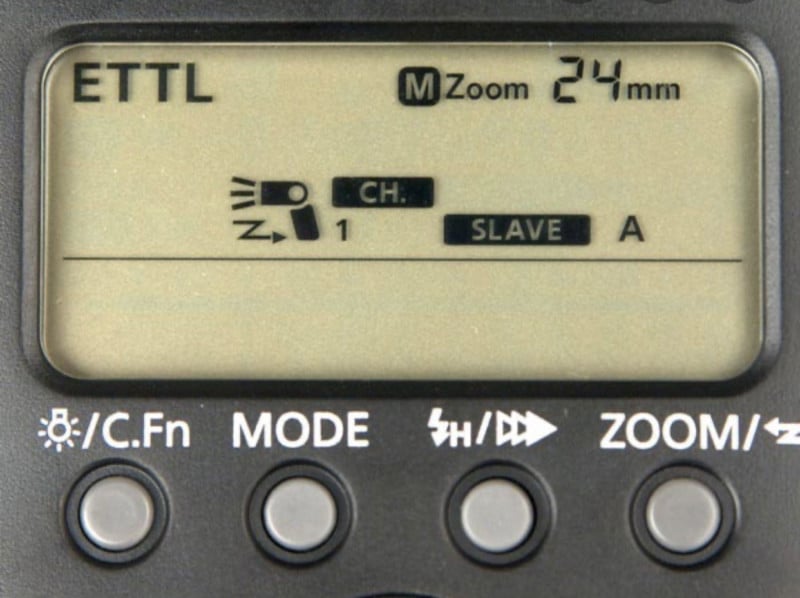 ETTL M Zoom 24mm
CH.
1 SLAVE A
/C.Fn MODE H/ ZOOM/